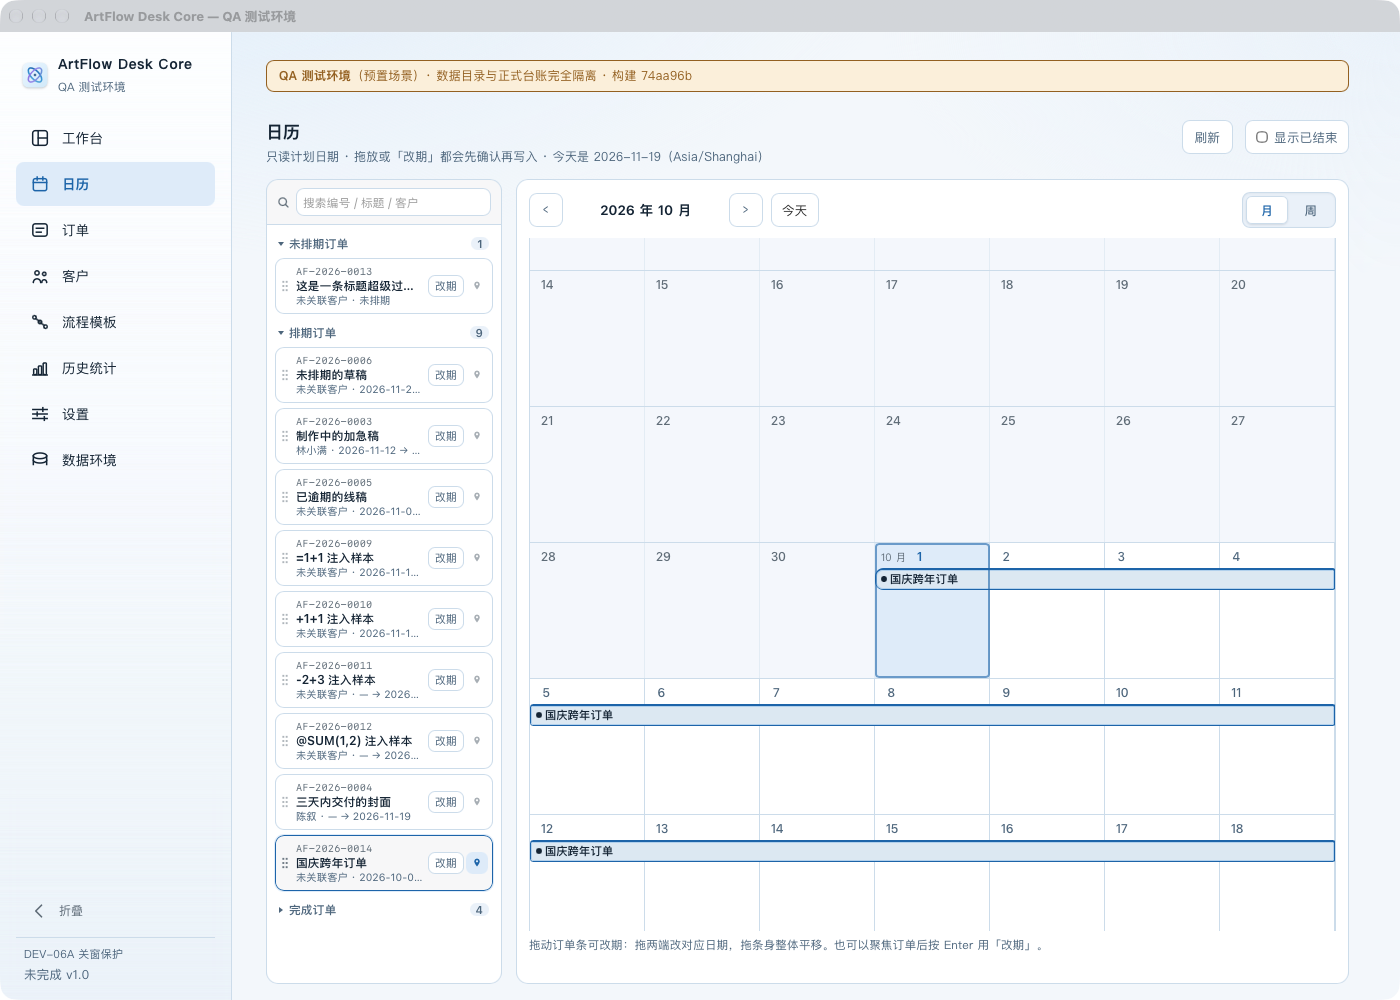 ArtFlow Desk Core — QA 测试环境
ArtFlow Desk Core
QA 测试环境
工作台
日历
订单
客户
流程模板
历史统计
设置
数据环境
折叠
DEV-06A 关窗保护
未完成 v1.0
QA 测试环境（预置场景）· 数据目录与正式台账完全隔离 · 构建 74aa96b
日历
只读计划日期 · 拖放或「改期」都会先确认再写入 · 今天是 2026-11-19（Asia/Shanghai）
刷新
显示已结束
搜索编号 / 标题 / 客户
未排期订单 1
AF-2026-0013
这是一条标题超级过...
未关联客户 · 未排期
改期
排期订单 9
AF-2026-0006
未排期的草稿
未关联客户 · 2026-11-2...
改期
AF-2026-0003
制作中的加急稿
林小满 · 2026-11-12 → ...
改期
AF-2026-0005
已逾期的线稿
未关联客户 · 2026-11-0...
改期
AF-2026-0009
=1+1 注入样本
未关联客户 · 2026-11-1...
改期
AF-2026-0010
+1+1 注入样本
未关联客户 · 2026-11-1...
改期
AF-2026-0011
-2+3 注入样本
未关联客户 · — → 2026...
改期
AF-2026-0012
@SUM(1,2) 注入样本
未关联客户 · — → 2026...
改期
AF-2026-0004
三天内交付的封面
陈叙 · — → 2026-11-19
改期
AF-2026-0014
国庆跨年订单
未关联客户 · 2026-10-0...
改期
完成订单 4
< 2026 年 10 月 > 今天
月 周
14 15 16 17 18 19 20
21 22 23 24 25 26 27
28 29 30 10 月 1 2 3 4
国庆跨年订单
5 6 7 8 9 10 11
国庆跨年订单
12 13 14 15 16 17 18
国庆跨年订单
拖动订单条可改期：拖两端改对应日期，拖条身整体平移。也可以聚焦订单后按 Enter 用「改期」。